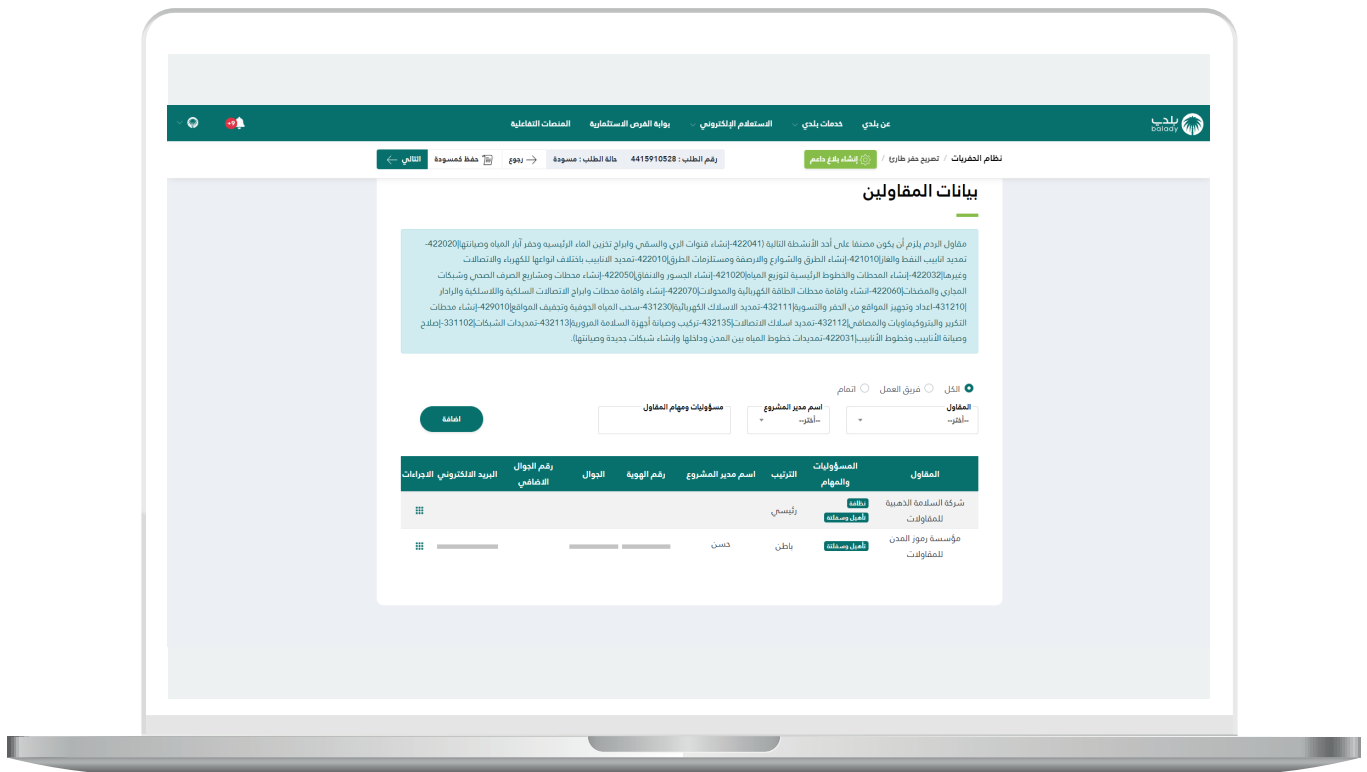 بلدي
balady
عن بلدي
خدمات بلدي
الاستعلام الإلكتروني
بوابة الفرص الاستثمارية
المنصات التفاعلية
+9
نظام الحفريات / تصريح حفر طارئ /
إنشاء بلاغ داعم
رقم الطلب : 4415910528
حالة الطلب : مسودة
رجوع
حفظ كمسودة
التالي
بيانات المقاولين
مقاول الردم يلزم أن يكون مصنفا على أحد الأنشطة التالية (422041-إنشاء قنوات الري والسقي وابراج تخزين الماء الرئيسيه وحفر آبار المياه وصيانتها|422020-
تمديد انابيب النفط والغاز|421010-إنشاء الطرق والشوارع والارصفة ومستلزمات الطرق|422010-تمديد الانابيب باختلاف انواعها للكهرباء والاتصالات
وغيرها|422032-إنشاء المحطات والخطوط الرئيسية لتوزيع المياه|421020-إنشاء الجسور والانفاق|422050-إنشاء محطات ومشاريع الصرف الصحي وشبكات
المجاري والمضخات|422060-انشاء واقامة محطات الطاقة الكهربائية والمحولات|422070-إنشاء واقامة محطات وابراج الاتصالات السلكية واللاسلكية والرادار
|431210-اعداد وتجهيز المواقع من الحفر والتسوية|432111-تمديد الاسلاك الكهربائية|431230-سحب المياه الجوفية وتجفيف المواقع|429010-إنشاء محطات
التكرير والبتروكيماويات والمصافي|432112-تمديد اسلاك الاتصالات|432135-تركيب وصيانة أجهزة السلامة المرورية|432113-تمديدات الشبكات|331102-إصلاح
وصيانة الأنابيب وخطوط الأنابيب|422031-تمديدات خطوط المياه بين المدن وداخلها وإنشاء شبكات جديدة وصيانتها).
الكل
فريق العمل
اتمام
المقاول
--أختر--
اسم مدير المشروع
--أختر--
مسؤوليات ومهام المقاول
اضافة
المقاول
المسؤوليات
والمهام
الترتيب
اسم مدير المشروع
رقم الهوية
الجوال
رقم الجوال
الاضافي
البريد الالكتروني
الاجراءات
شركة السلامة الذهبية
للمقاولات
نظافة
تأهيل وسفلتة
رئيسي
مؤسسة رموز المدن
للمقاولات
تأهيل وسفلتة
باطن
حسن